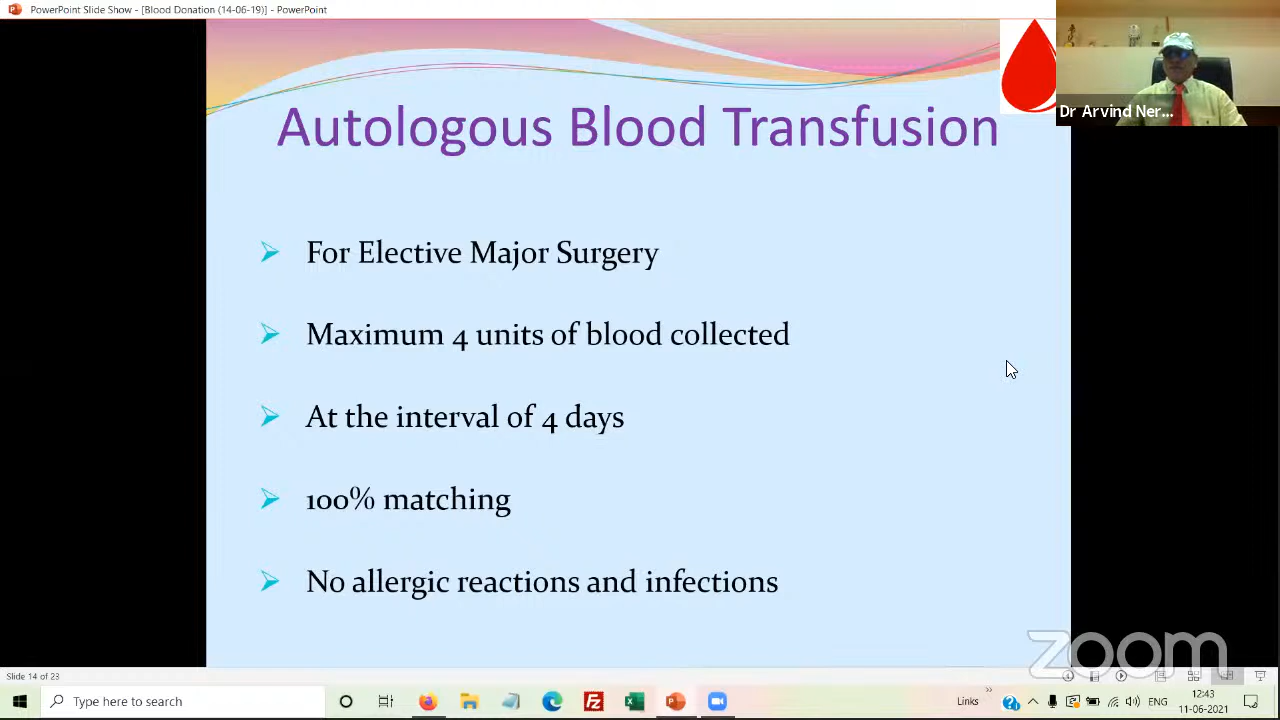 PowerPoint Slide Show - [Blood Donation (14-06-19)] - PowerPoint
Dr Arvind Ner...
Autologous Blood Transfusion
For Elective Major Surgery
Maximum 4 units of blood collected
At the interval of 4 days
100% matching
No allergic reactions and infections
zoom
Slide 14 of 23
Type here to search
Links
ENG
12:43
11-06-2021